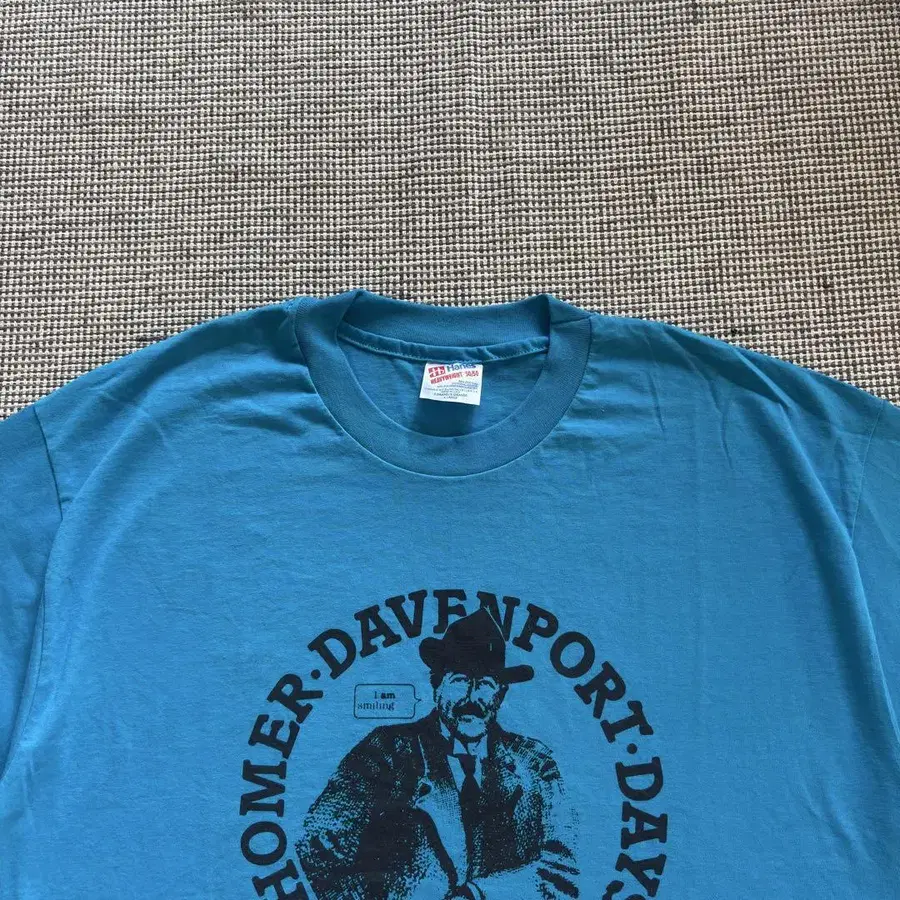 Hanes
HEAVYWEIGHT 50/50
HOMER·DAVENPORT·DAYS
I am
smiling